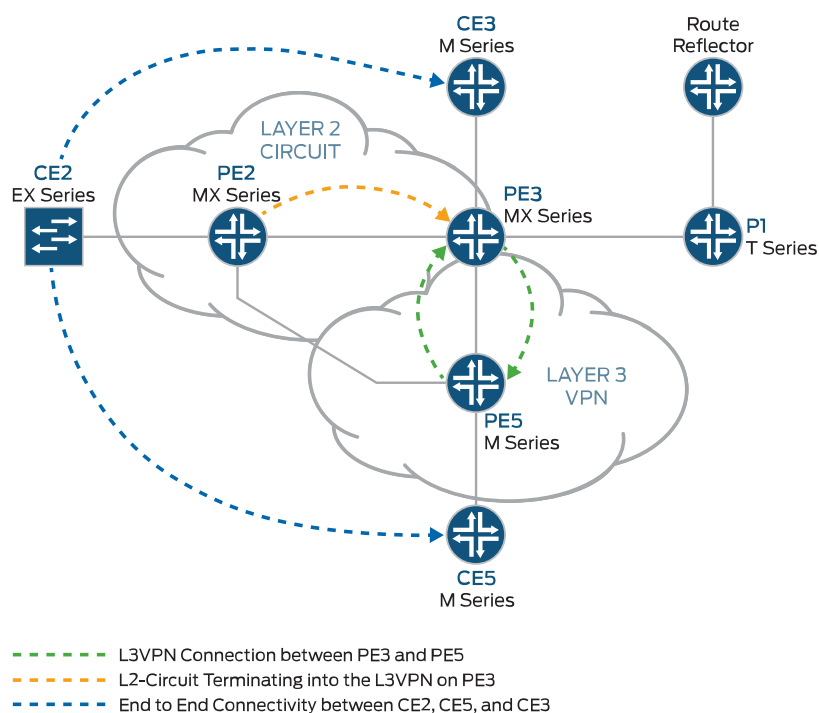 CE3
M Series
Route
Reflector
LAYER 2
CIRCUIT
CE2
EX Series
PE2
MX Series
PE3
MX Series
P1
T Series
LAYER 3
VPN
PE5
M Series
CE5
M Series
L3VPN Connection between PE3 and PE5
L2-Circuit Terminating into the L3VPN on PE3
End to End Connectivity between CE2, CE5, and CE3